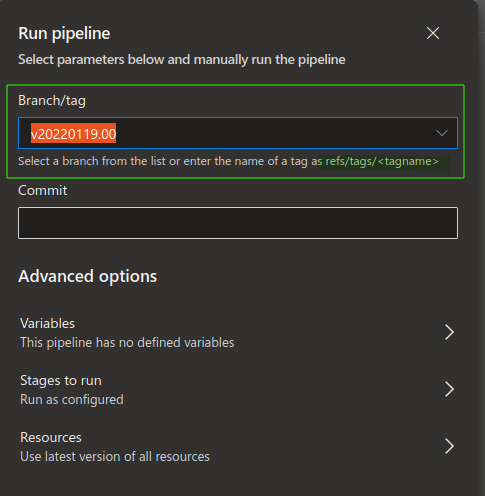 Run pipeline
Select parameters below and manually run the pipeline
Branch/tag
v20220119.00
Select a branch from the list or enter the name of a tag as refs/tags/<tagname>
Commit
Advanced options
Variables
This pipeline has no defined variables
Stages to run
Run as configured
Resources
Use latest version of all resources